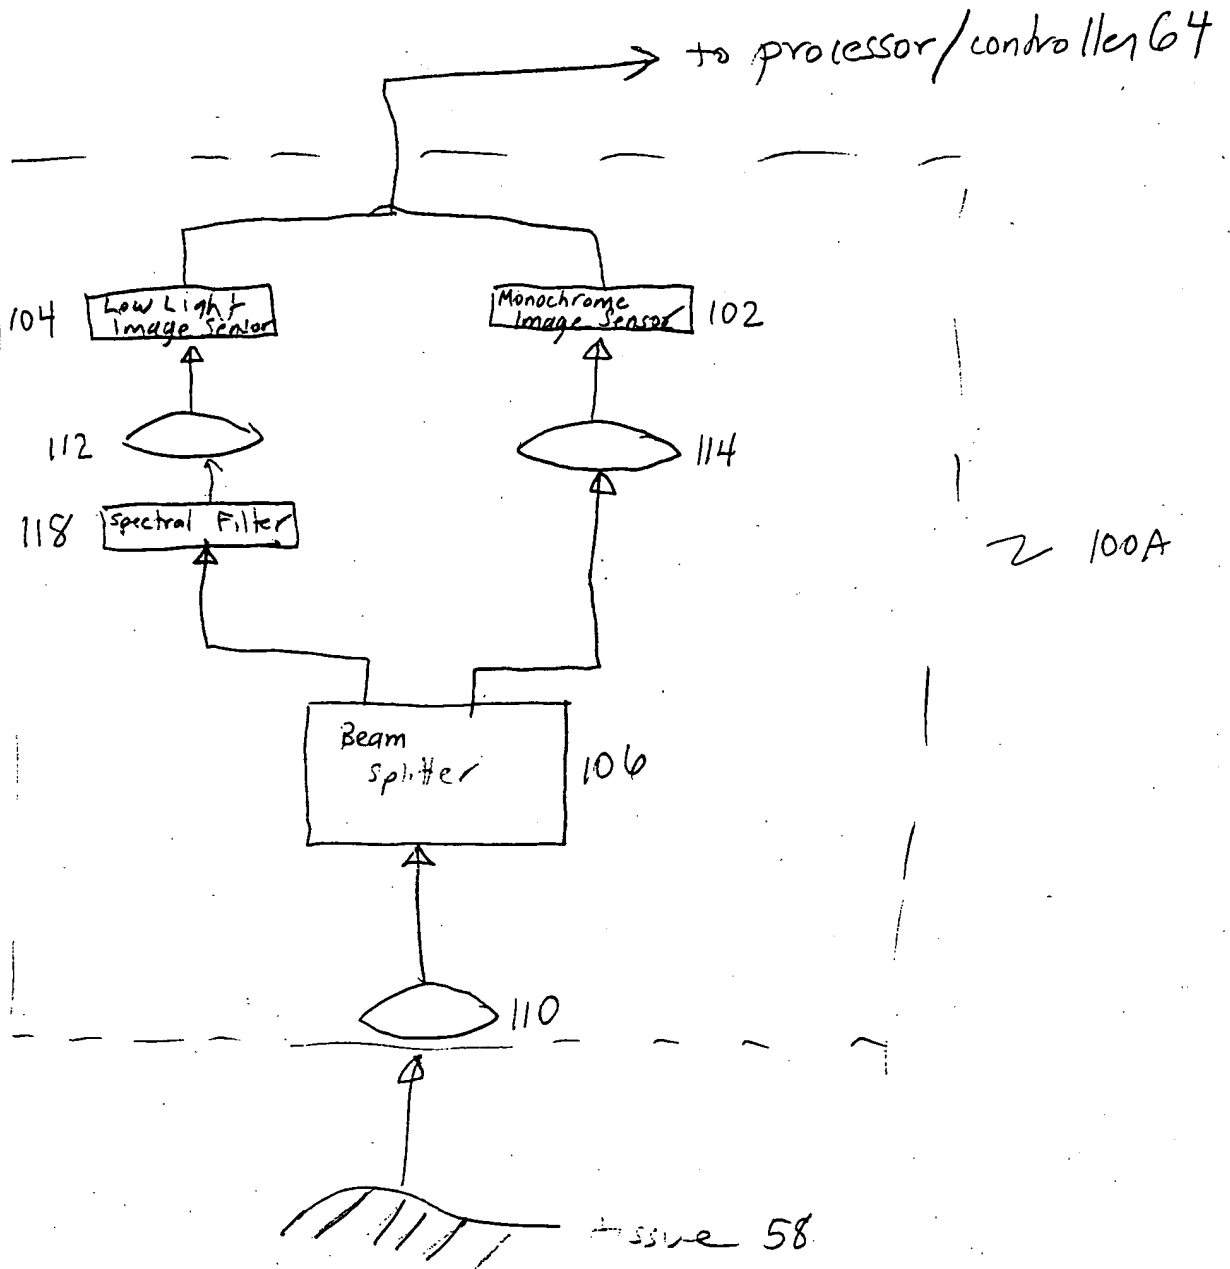 to processor/controller 64
104
Low Light
Image Sensor
Monochrome
Image Sensor
102
112
114
118
Spectral Filter
100A
Beam
Splitter
106
110
tissue 58